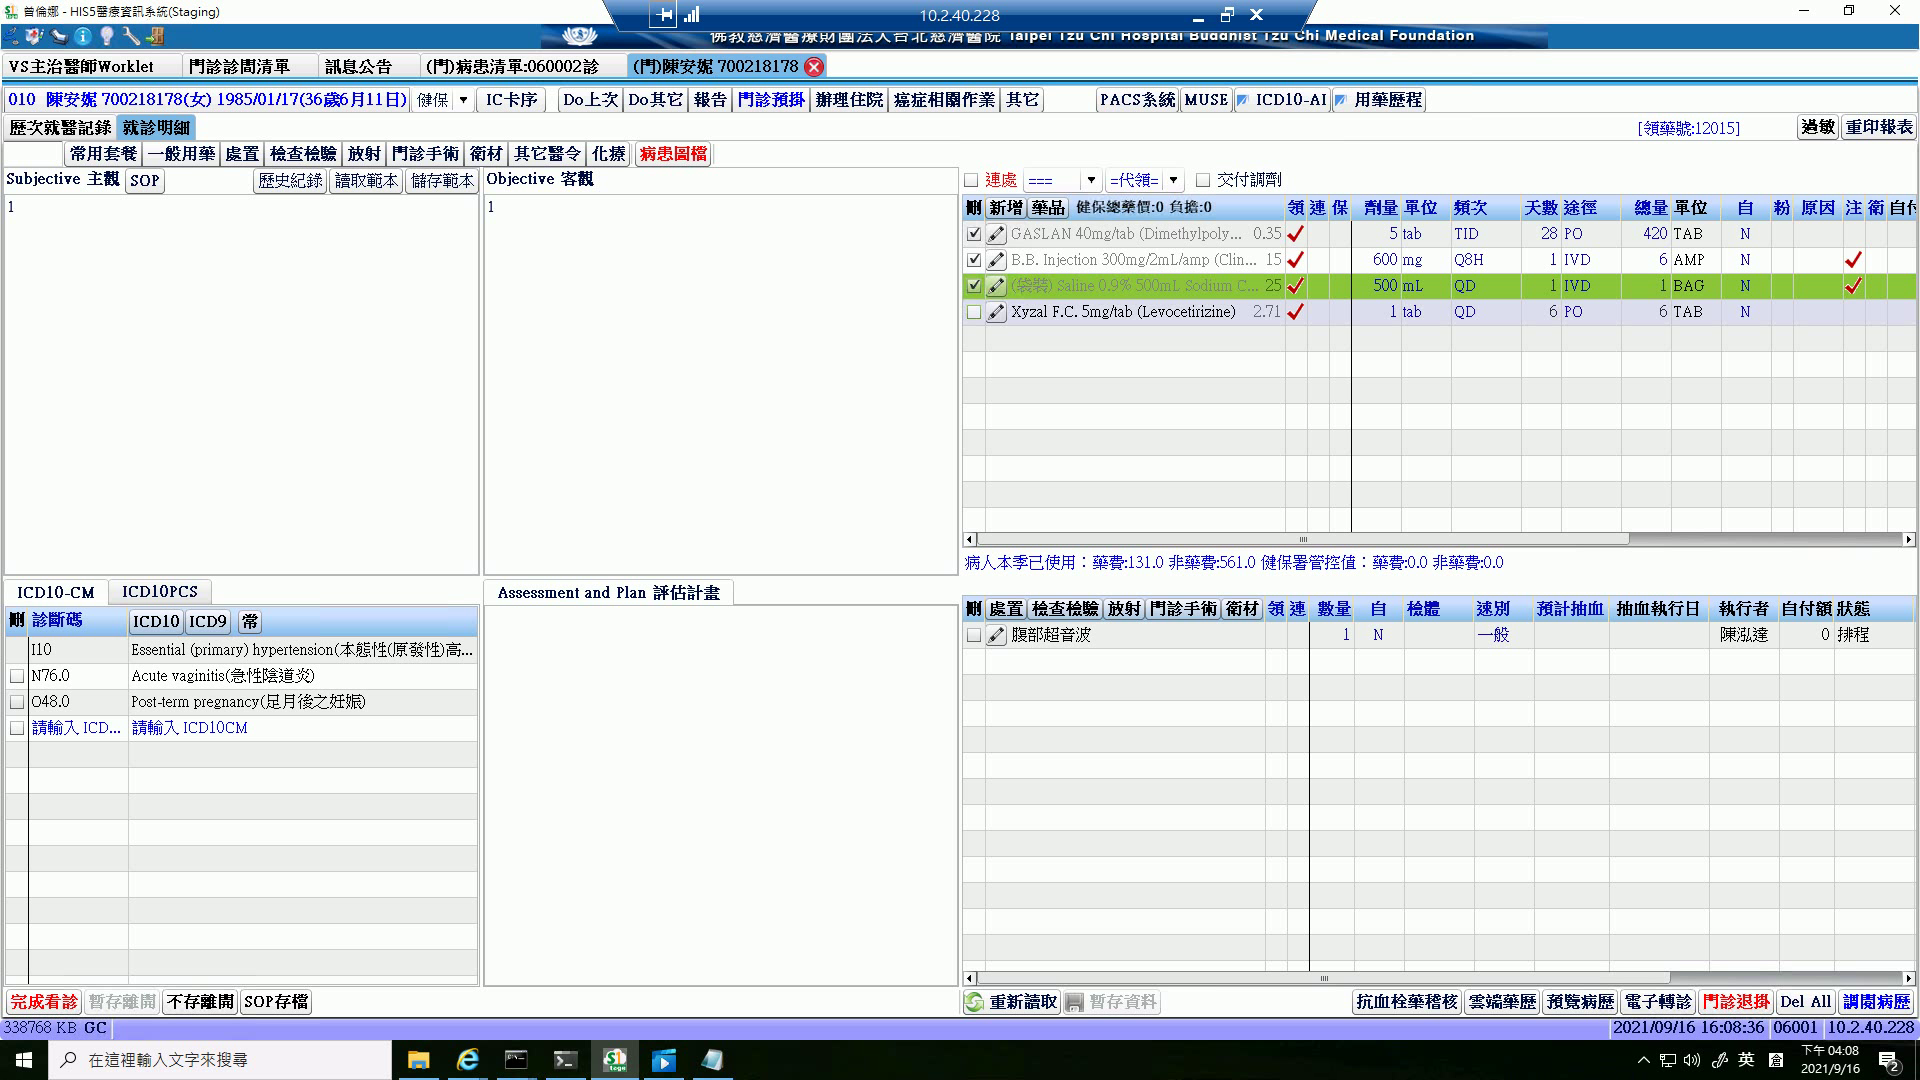 曾倫娜 - HIS5醫療資訊系統(Staging)
10.2.40.228
佛教慈濟醫療財團法人台北慈濟醫院 Taipei Tzu Chi Hospital Buddhist Tzu Chi Medical Foundation
VS主治醫師Worklet 門診診間清單 訊息公告 (門)病患清單:060002診 (門)陳安妮 700218178
010 陳安妮 700218178(女) 1985/01/17(36歲6月11日) 健保 IC卡序 Do上次 Do其它 報告 門診預掛 辦理住院 癌症相關作業 其它 PACS系統 MUSE ICD10-AI 用藥歷程
歷次就醫記錄 就診明細 [領藥號:12015] 過敏 重印報表
常用套餐 一般用藥 處置 檢查檢驗 放射 門診手術 衛材 其它醫令 化療 病患圖檔
Subjective 主觀 SOP 歷史紀錄 讀取範本 儲存範本 Objective 客觀 連處 === =代領= 交付調劑
1 1
刪 新增 藥品 健保總藥價:0 負擔:0 領 連 保 劑量 單位 頻次 天數 途徑 總量 單位 自 粉 原因 注 衛 自付
GASLAN 40mg/tab (Dimethylpoly... 0.35 5 tab TID 28 PO 420 TAB N
B.B. Injection 300mg/2mL/amp (Clin... 15 600 mg Q8H 1 IVD 6 AMP N
(袋裝) Saline 0.9% 500mL Sodium C... 25 500 mL QD 1 IVD 1 BAG N
Xyzal F.C. 5mg/tab (Levocetirizine) 2.71 1 tab QD 6 PO 6 TAB N
病人本季已使用：藥費:131.0 非藥費:561.0 健保署管控值：藥費:0.0 非藥費:0.0
ICD10-CM ICD10PCS Assessment and Plan 評估計畫
刪 診斷碼 ICD10 ICD9 常
I10 Essential (primary) hypertension(本態性(原發性)高...
N76.0 Acute vaginitis(急性陰道炎)
O48.0 Post-term pregnancy(足月後之妊娠)
請輸入 ICD... 請輸入 ICD10CM
刪 處置 檢查檢驗 放射 門診手術 衛材 領 連 數量 自 檢體 速別 預計抽血 抽血執行日 執行者 自付額 狀態
腹部超音波 1 N 一般 陳泓達 0 排程
完成看診 暫存離開 不存離開 SOP存檔 重新讀取 暫存資料 抗血栓藥稽核 雲端藥歷 預覽病歷 電子轉診 門診退掛 Del All 調閱病歷
338768 KB GC 2021/09/16 16:08:36 06001 10.2.40.228
在這裡輸入文字來搜尋 英 下午 04:08
2021/9/16 2